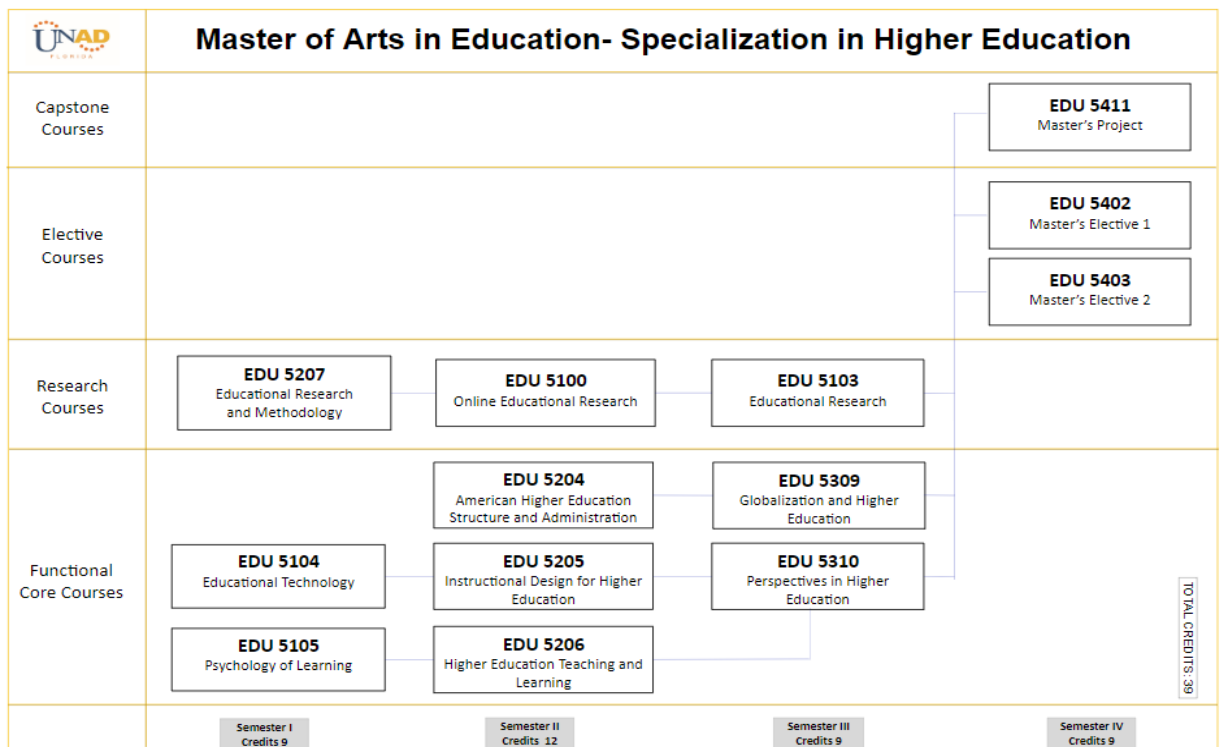 UNAD
FLORIDA
Master of Arts in Education- Specialization in Higher Education
Capstone
Courses
EDU 5411
Master's Project
Elective
Courses
EDU 5402
Master's Elective 1
EDU 5403
Master's Elective 2
Research
Courses
EDU 5207
Educational Research
and Methodology
EDU 5100
Online Educational Research
EDU 5103
Educational Research
Functional
Core Courses
EDU 5204
American Higher Education
Structure and Administration
EDU 5309
Globalization and Higher
Education
EDU 5104
Educational Technology
EDU 5205
Instructional Design for Higher
Education
EDU 5310
Perspectives in Higher
Education
EDU 5105
Psychology of Learning
EDU 5206
Higher Education Teaching and
Learning
TOTAL CREDITS: 39
Semester I
Credits 9
Semester II
Credits 12
Semester III
Credits 9
Semester IV
Credits 9